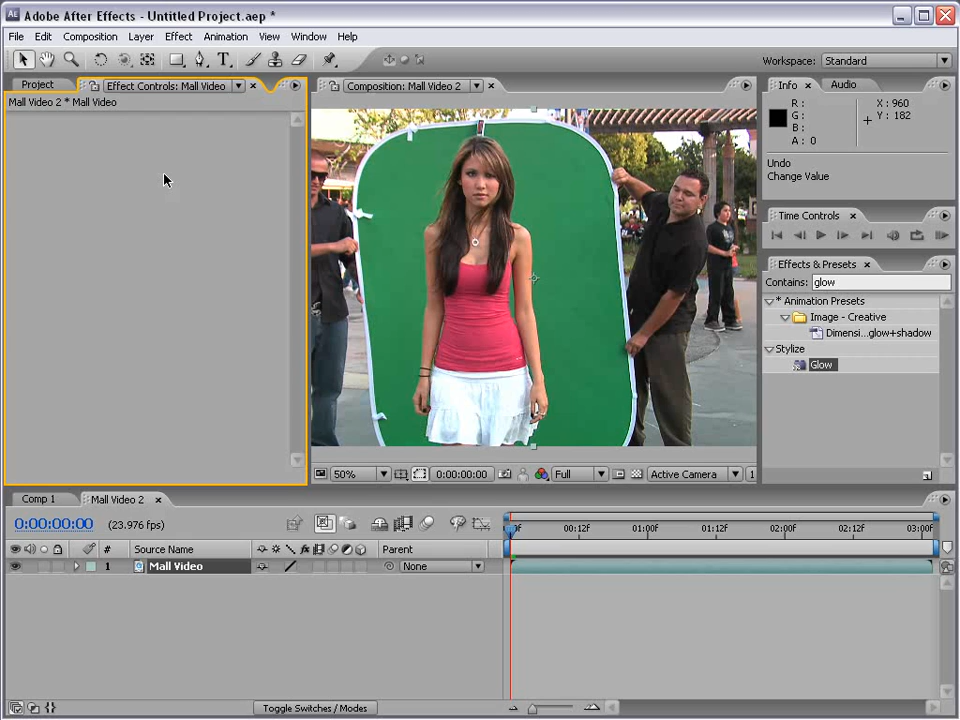 Adobe After Effects - Untitled Project.aep *
File Edit Composition Layer Effect Animation View Window Help
Workspace: Standard
Project
Effect Controls: Mall Video
Composition: Mall Video 2
Info
Audio
Mall Video 2 * Mall Video
R :
G :
B :
A : 0
X : 960
Y : 182
Undo
Change Value
Time Controls
Effects & Presets
Contains: glow
* Animation Presets
Image - Creative
Dimensi...glow+shadow
Stylize
Glow
50%
0:00:00:00
Full
Active Camera
1
Comp 1
Mall Video 2
0:00:00:00 (23.976 fps)
00:12f 01:00f 01:12f 02:00f 02:12f 03:00f
# Source Name Parent
1 Mall Video None
Toggle Switches / Modes